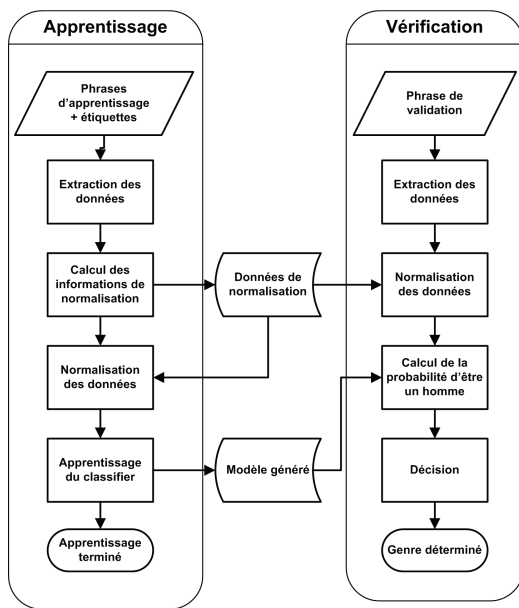 Apprentissage
Phrases
d'apprentissage
+ étiquettes
Extraction des
données
Calcul des
informations de
normalisation
Normalisation
des données
Apprentissage
du classifier
Apprentissage
terminé
Données de
normalisation
Modèle généré
Vérification
Phrase de
validation
Extraction des
données
Normalisation
des données
Calcul de la
probabilité d'être
un homme
Décision
Genre déterminé